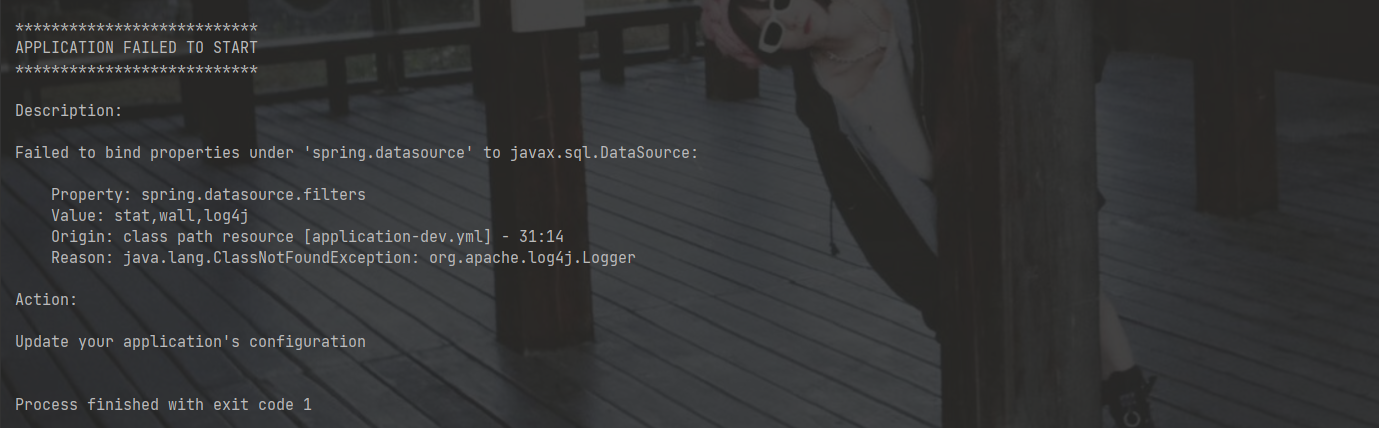 ***************************
APPLICATION FAILED TO START
***************************
Description:
Failed to bind properties under 'spring.datasource' to javax.sql.DataSource:
Property: spring.datasource.filters
Value: stat,wall,log4j
Origin: class path resource [application-dev.yml] - 31:14
Reason: java.lang.ClassNotFoundException: org.apache.log4j.Logger
Action:
Update your application's configuration
Process finished with exit code 1